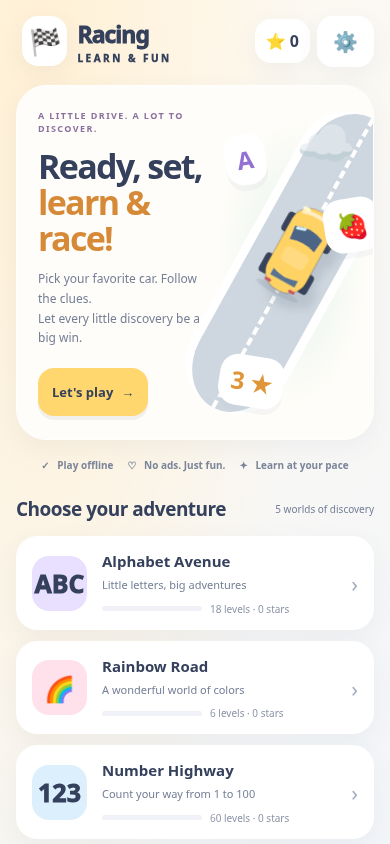 Racing
LEARN & FUN
⭐ 0
A LITTLE DRIVE. A LOT TO
DISCOVER.
Ready, set,
learn &
race!
Pick your favorite car. Follow
the clues.
Let every little discovery be a
big win.
Let's play →
A
3 ★
✓ Play offline ♡ No ads. Just fun. ✦ Learn at your pace
Choose your adventure
5 worlds of discovery
ABC
Alphabet Avenue
Little letters, big adventures
18 levels · 0 stars
Rainbow Road
A wonderful world of colors
6 levels · 0 stars
123
Number Highway
Count your way from 1 to 100
60 levels · 0 stars